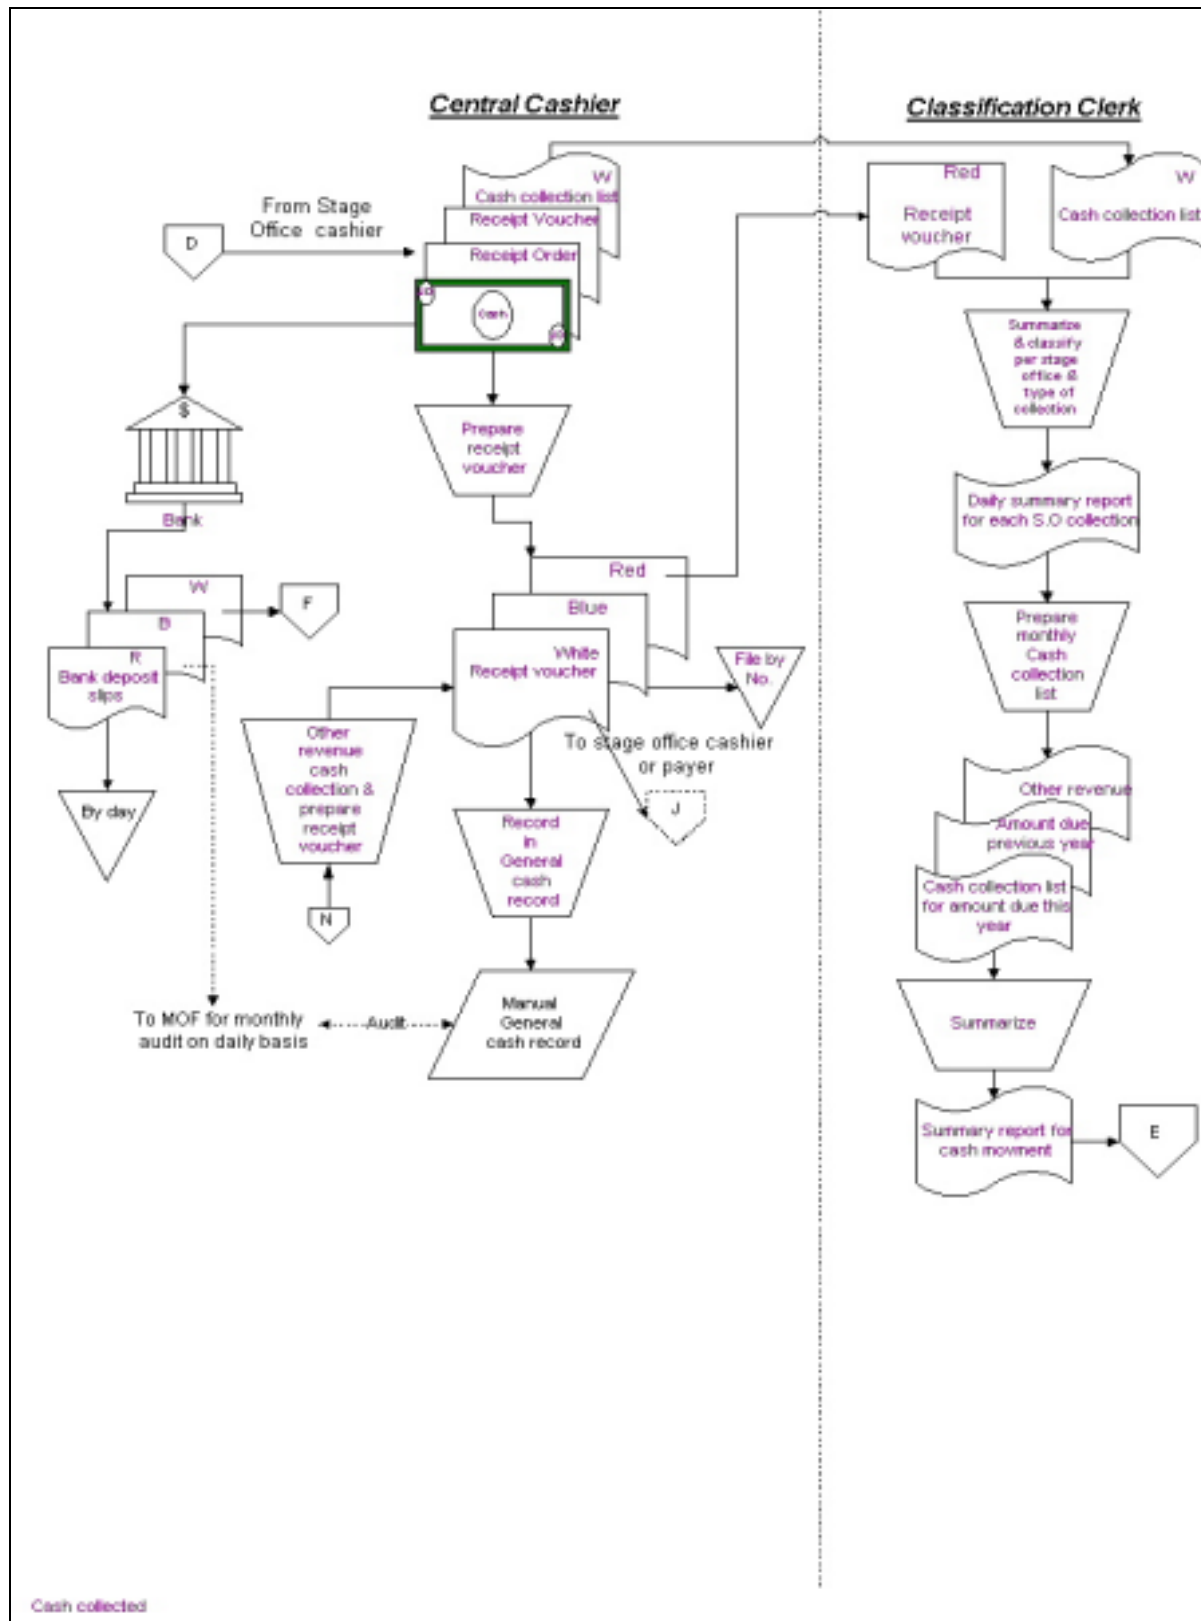 Central Cashier
Classification Clerk
W
Cash collection list
Receipt Voucher
Receipt Order
Cash
From Stage
Office cashier
D
Red
Receipt
voucher
W
Cash collection list
Summarize
& classify
per stage
office &
type of
collection
$
Bank
Prepare
receipt
voucher
Daily summary report
for each S.O collection
W
B
R
Bank deposit
slips
F
Red
Blue
White
Receipt voucher
File by
No.
Prepare
monthly
Cash
collection
list
To stage office cashier
or payer
J
By day
Other
revenue
cash
collection &
prepare
receipt
voucher
N
Record
in
General
cash
record
Other revenue
Amount due
previous year
Cash collection list
for amount due this
year
To MOF for monthly
audit on daily basis
Audit
Manual
General
cash record
Summarize
Summary report for
cash movment
E
Cash collected